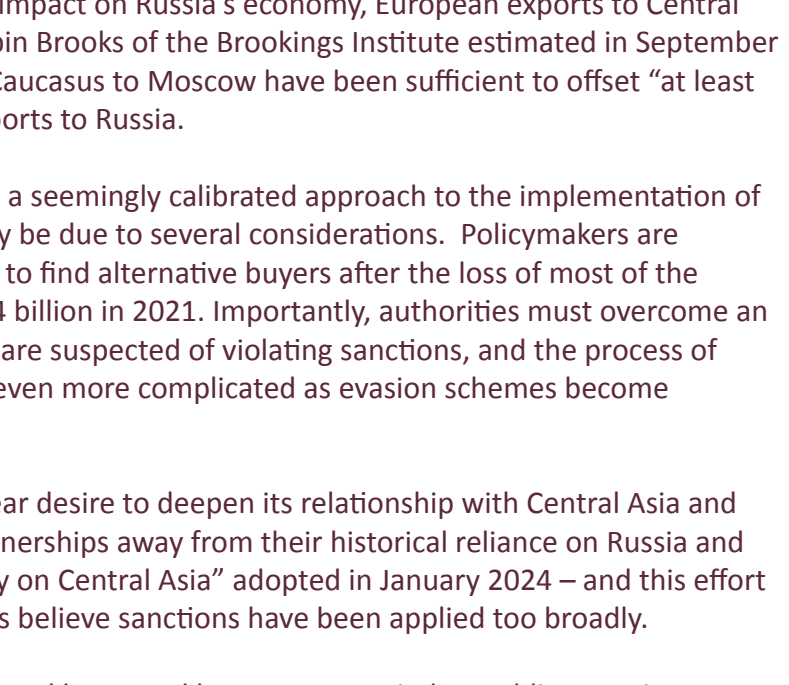 impact on Russia's economy, European exports to Central
bin Brooks of the Brookings Institute estimated in September
Caucasus to Moscow have been sufficient to offset “at least
orts to Russia.
a seemingly calibrated approach to the implementation of
y be due to several considerations.  Policymakers are
to find alternative buyers after the loss of most of the
4 billion in 2021. Importantly, authorities must overcome an
are suspected of violating sanctions, and the process of
even more complicated as evasion schemes become
ear desire to deepen its relationship with Central Asia and
nerships away from their historical reliance on Russia and
y on Central Asia” adopted in January 2024 – and this effort
s believe sanctions have been applied too broadly.